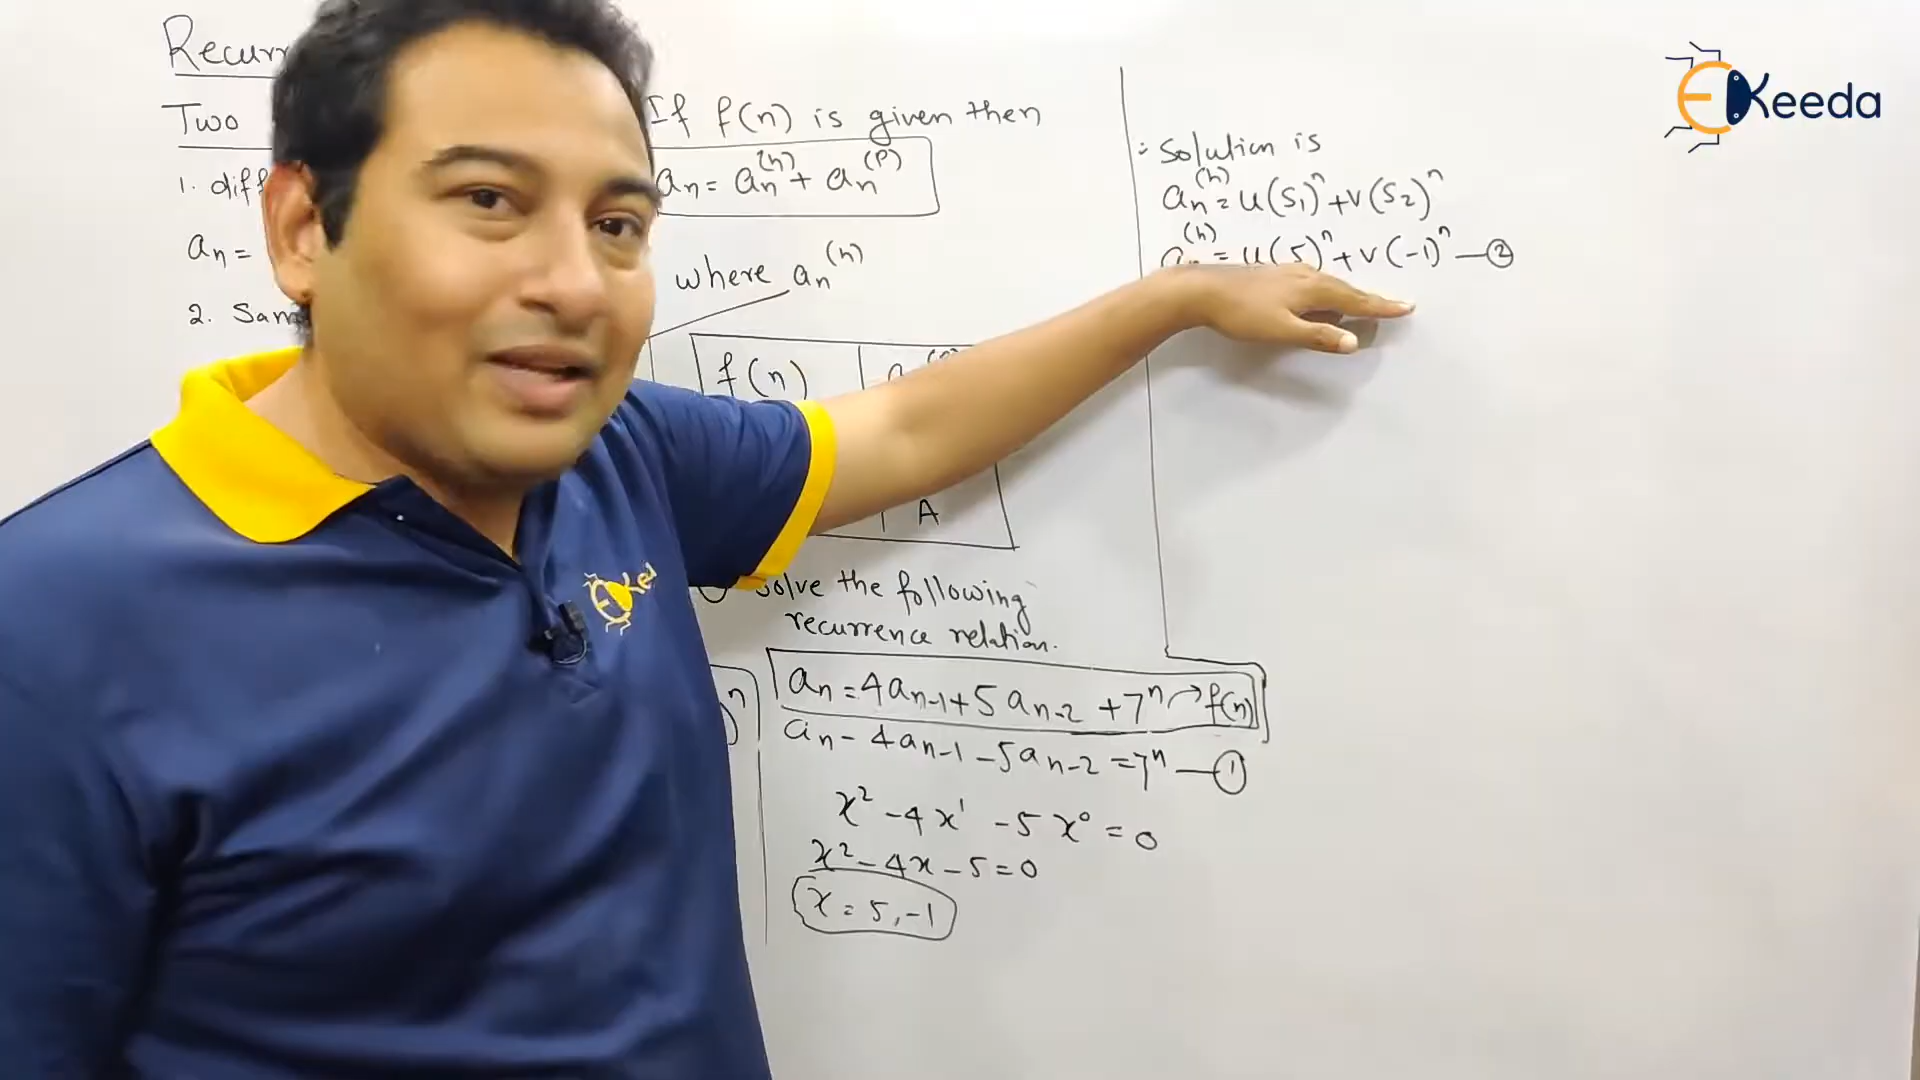 Recurr
Two
1. diff
aₙ =
2. Sam
If f(n) is given then
aₙ = aₙ⁽ʰ⁾ + aₙ⁽ᵖ⁾
where aₙ⁽ʰ⁾
f(n)
A
Solve the following
recurrence relation.
aₙ = 4aₙ₋₁ + 5aₙ₋₂ + 7ⁿ → f(n)
aₙ - 4aₙ₋₁ - 5aₙ₋₂ = 7ⁿ — ①
x² - 4x¹ - 5x⁰ = 0
x² - 4x - 5 = 0
x = 5, -1
∴ Solution is
aₙ⁽ʰ⁾ = u(s₁)ⁿ + v(s₂)ⁿ
aₙ⁽ʰ⁾ = u(5)ⁿ + v(-1)ⁿ — ②
EKeeda